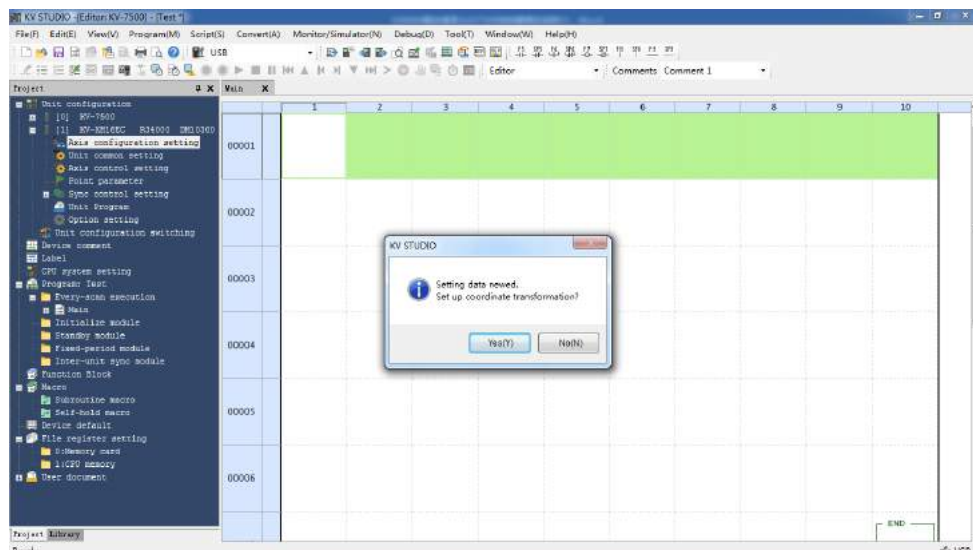 KV STUDIO -[Editor: KV-7500] - [Test *]
File(F) Edit(E) View(V) Program(M) Script(S) Convert(A) Monitor/Simulator(N) Debug(D) Tool(T) Window(W) Help(H)
USB
Editor Comments Comment 1
Project
Main
Unit configuration
[0] KV-7500
[1] KV-XH16EC R34000 DM10300
Axis configuration setting
Unit common setting
Axis control setting
Point parameter
Sync control setting
Unit Program
Option setting
Unit configuration switching
Device comment
Label
CPU system setting
Program: Test
Every-scan execution
Main
Initialize module
Standby module
Fixed-period module
Inter-unit sync module
Function Block
Macro
Subroutine macro
Self-hold macro
Device default
File register setting
0:Memory card
1:CPU memory
User document
Project Library
1 2 3 4 5 6 7 8 9 10
00001
00002
00003
00004
00005
00006
END
KV STUDIO
Setting data newed.
Set up coordinate transformation?
Yes(Y) No(N)